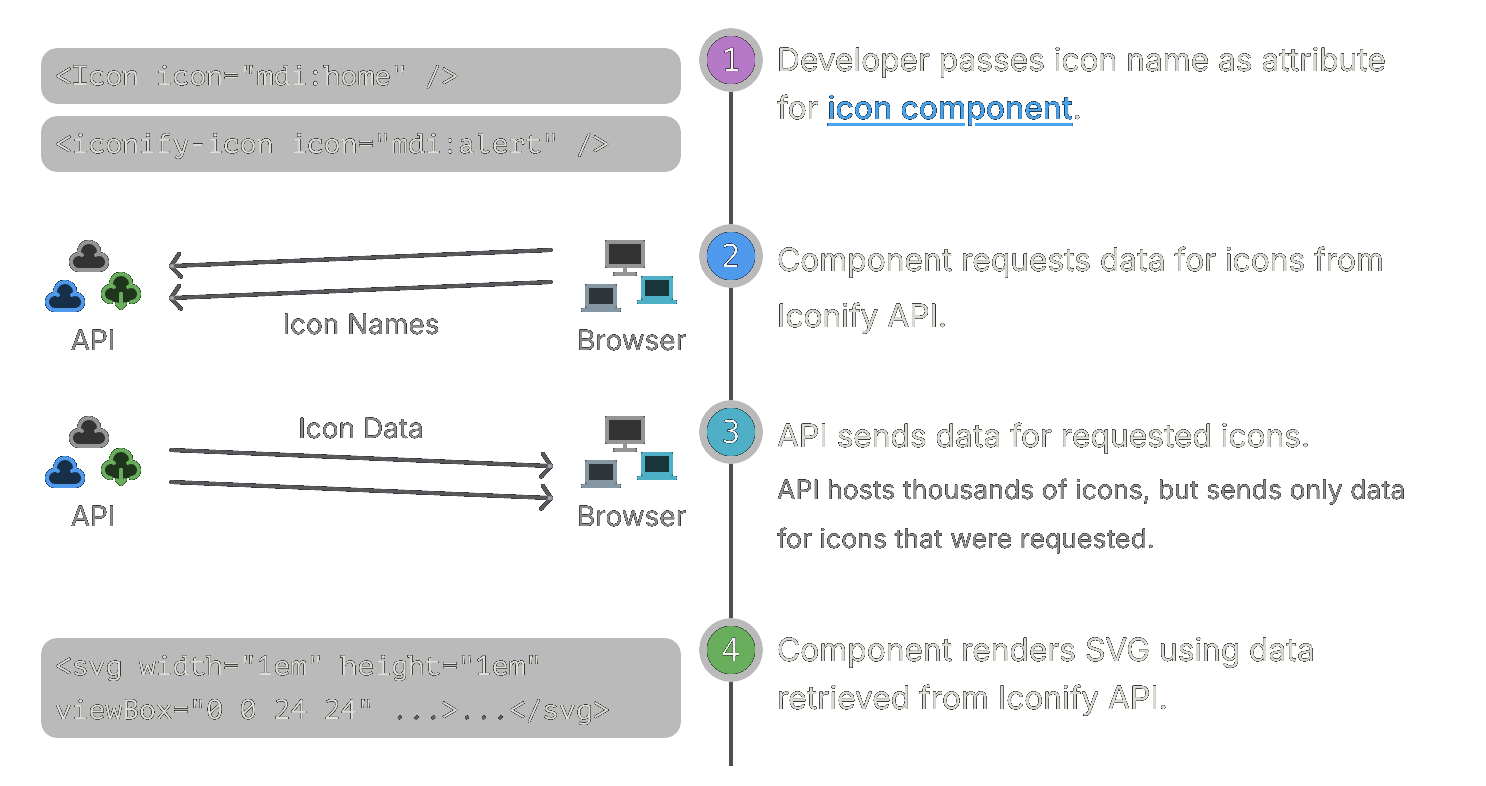 <Icon icon="mdi:home" />
<iconify-icon icon="mdi:alert" />
1
Developer passes icon name as attribute
for icon component.
API
Icon Names
Browser
2
Component requests data for icons from
Iconify API.
API
Icon Data
Browser
3
API sends data for requested icons.
API hosts thousands of icons, but sends only data
for icons that were requested.
<svg width="1em" height="1em"
viewBox="0 0 24 24" ...>...</svg>
4
Component renders SVG using data
retrieved from Iconify API.